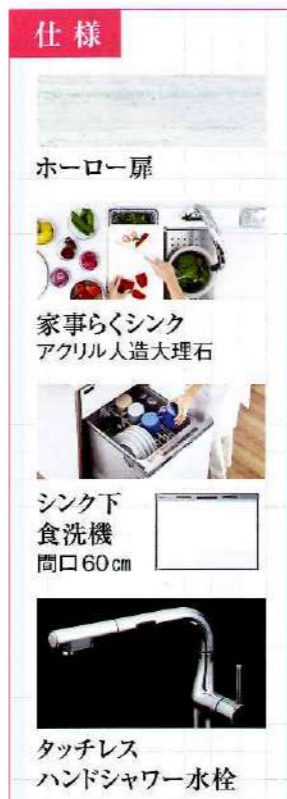 仕様
ホーロー扉
家事らくシンク
アクリル人造大理石
シンク下
食洗機
間口60㎝
タッチレス
ハンドシャワー水栓